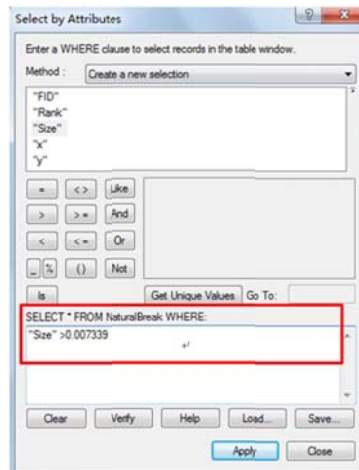 Select by Attributes
Enter a WHERE clause to select records in the table window.
Method : Create a new selection
"FID"
"Rank"
"Size"
"x"
"y"
= <> Like
> > = And
< < = Or
_ % () Not
Is Get Unique Values Go To:
SELECT * FROM NaturalBreak WHERE:
"Size" >0.007339
Clear Verify Help Load... Save...
Apply Close